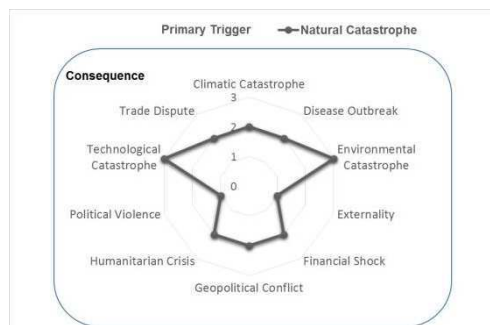 Primary Trigger Natural Catastrophe
Consequence
Climatic Catastrophe
3
Trade Dispute Disease Outbreak
2
Technological Environmental
Catastrophe 1 Catastrophe
0
Political Violence Externality
Humanitarian Crisis Financial Shock
Geopolitical Conflict